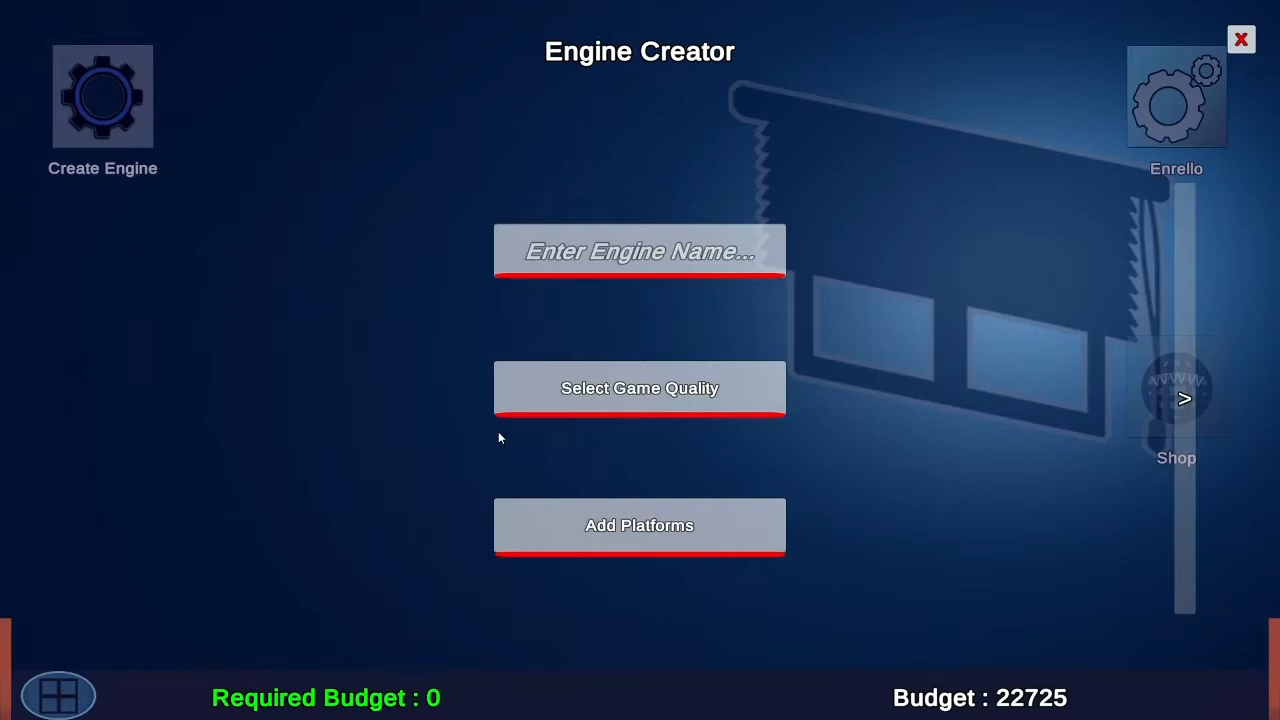 Engine Creator
X
Create Engine
Enrello
Enter Engine Name...
Select Game Quality
>
Shop
Add Platforms
Required Budget : 0
Budget : 22725